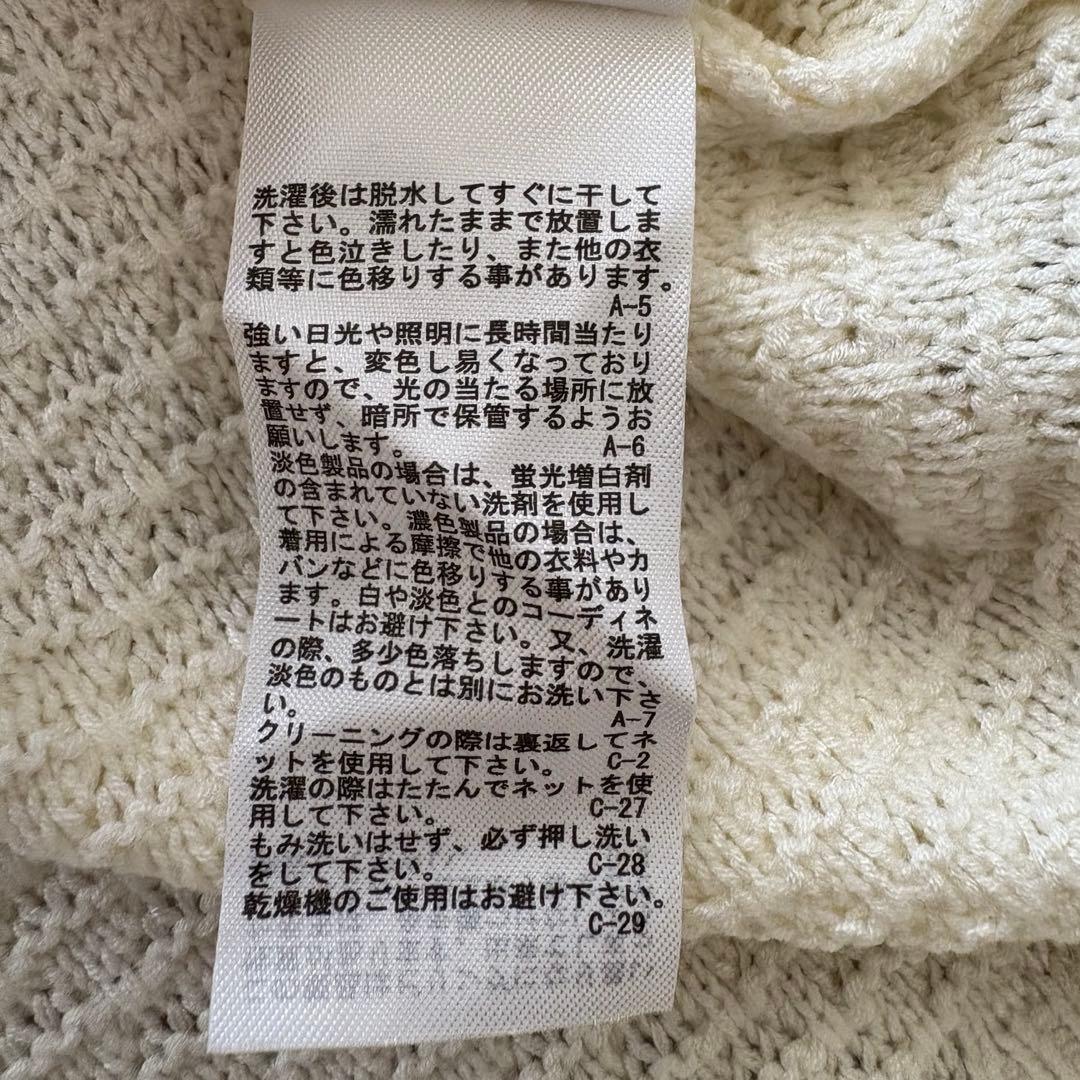 洗濯後は脱水してすぐに干して
下さい。濡れたままで放置しま
すと色泣きしたり、また他の衣
類等に色移りする事があります。
A-5
強い日光や照明に長時間当たり
ますと、変色し易くなっており
ますので、光の当たる場所に放
置せず、暗所で保管するようお
願いします。
A-6
淡色製品の場合は、蛍光増白剤
の含まれていない洗剤を使用し
て下さい。濃色製品の場合は、
着用による摩擦で他の衣料やカ
バンなどに色移りする事があり
ます。白や淡色とのコーディネ
ートはお避け下さい。又、洗濯
の際、多少色落ちしますので、
淡色のものとは別にお洗い下さ
い。
A-7
クリーニングの際は裏返してネ
ットを使用して下さい。 C-2
洗濯の際はたたんでネットを使
用して下さい。 C-27
もみ洗いはせず、必ず押し洗い
をして下さい。 C-28
乾燥機のご使用はお避け下さい。
C-29